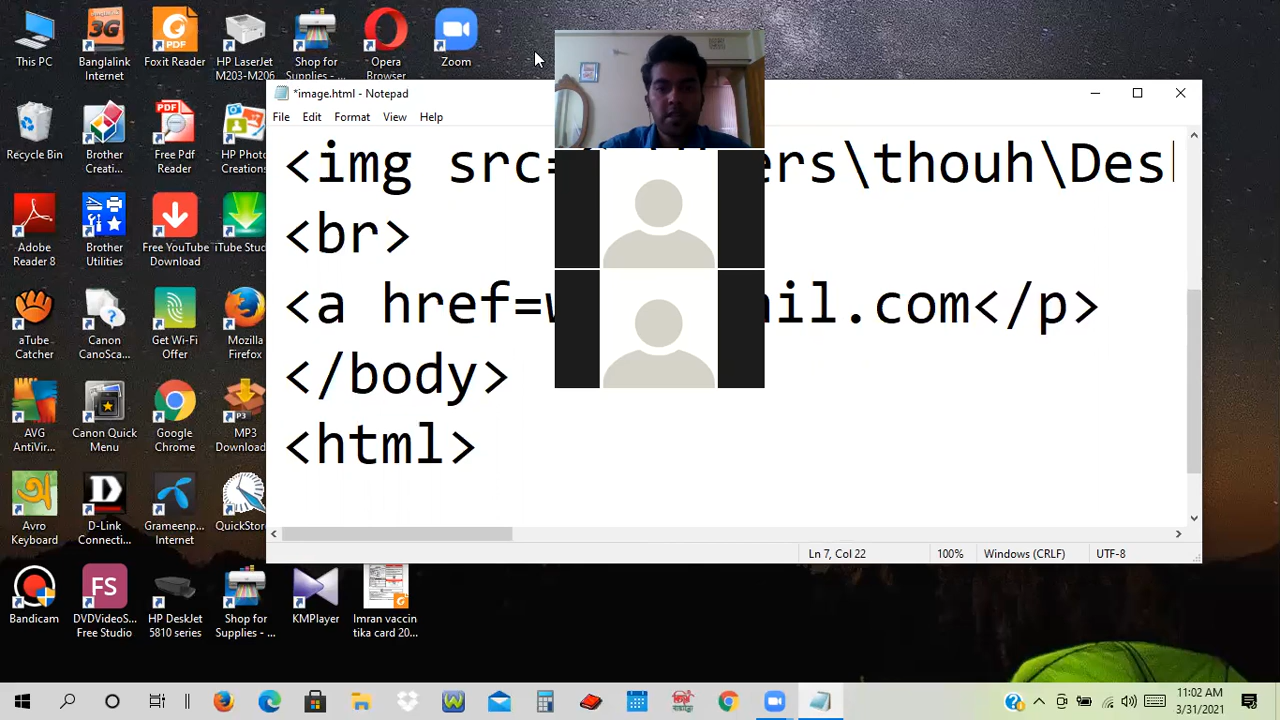 This PC
Banglalink
Internet
Foxit Reader
HP LaserJet
M203-M206
Shop for
Supplies - ...
Opera
Browser
Zoom
*image.html - Notepad
File Edit Format View Help
Recycle Bin
Brother
Creati...
Free Pdf
Reader
HP Photo
Creations
<img src= ers\thouh\Des
Adobe
Reader 8
Brother
Utilities
Free YouTube
Download
iTube Stud
<br>
aTube
Catcher
Canon
CanoSca...
Get Wi-Fi
Offer
Mozilla
Firefox
<a href= ail.com</p>
</body>
AVG
AntiVir...
Canon Quick
Menu
Google
Chrome
MP3
Download
<html>
Avro
Keyboard
D-Link
Connecti...
Grameenp...
Internet
QuickStor
Ln 7, Col 22 100% Windows (CRLF) UTF-8
Bandicam
DVDVideoS...
Free Studio
HP DeskJet
5810 series
Shop for
Supplies - ...
KMPlayer
Imran vaccin
tika card 20...
11:02 AM
3/31/2021